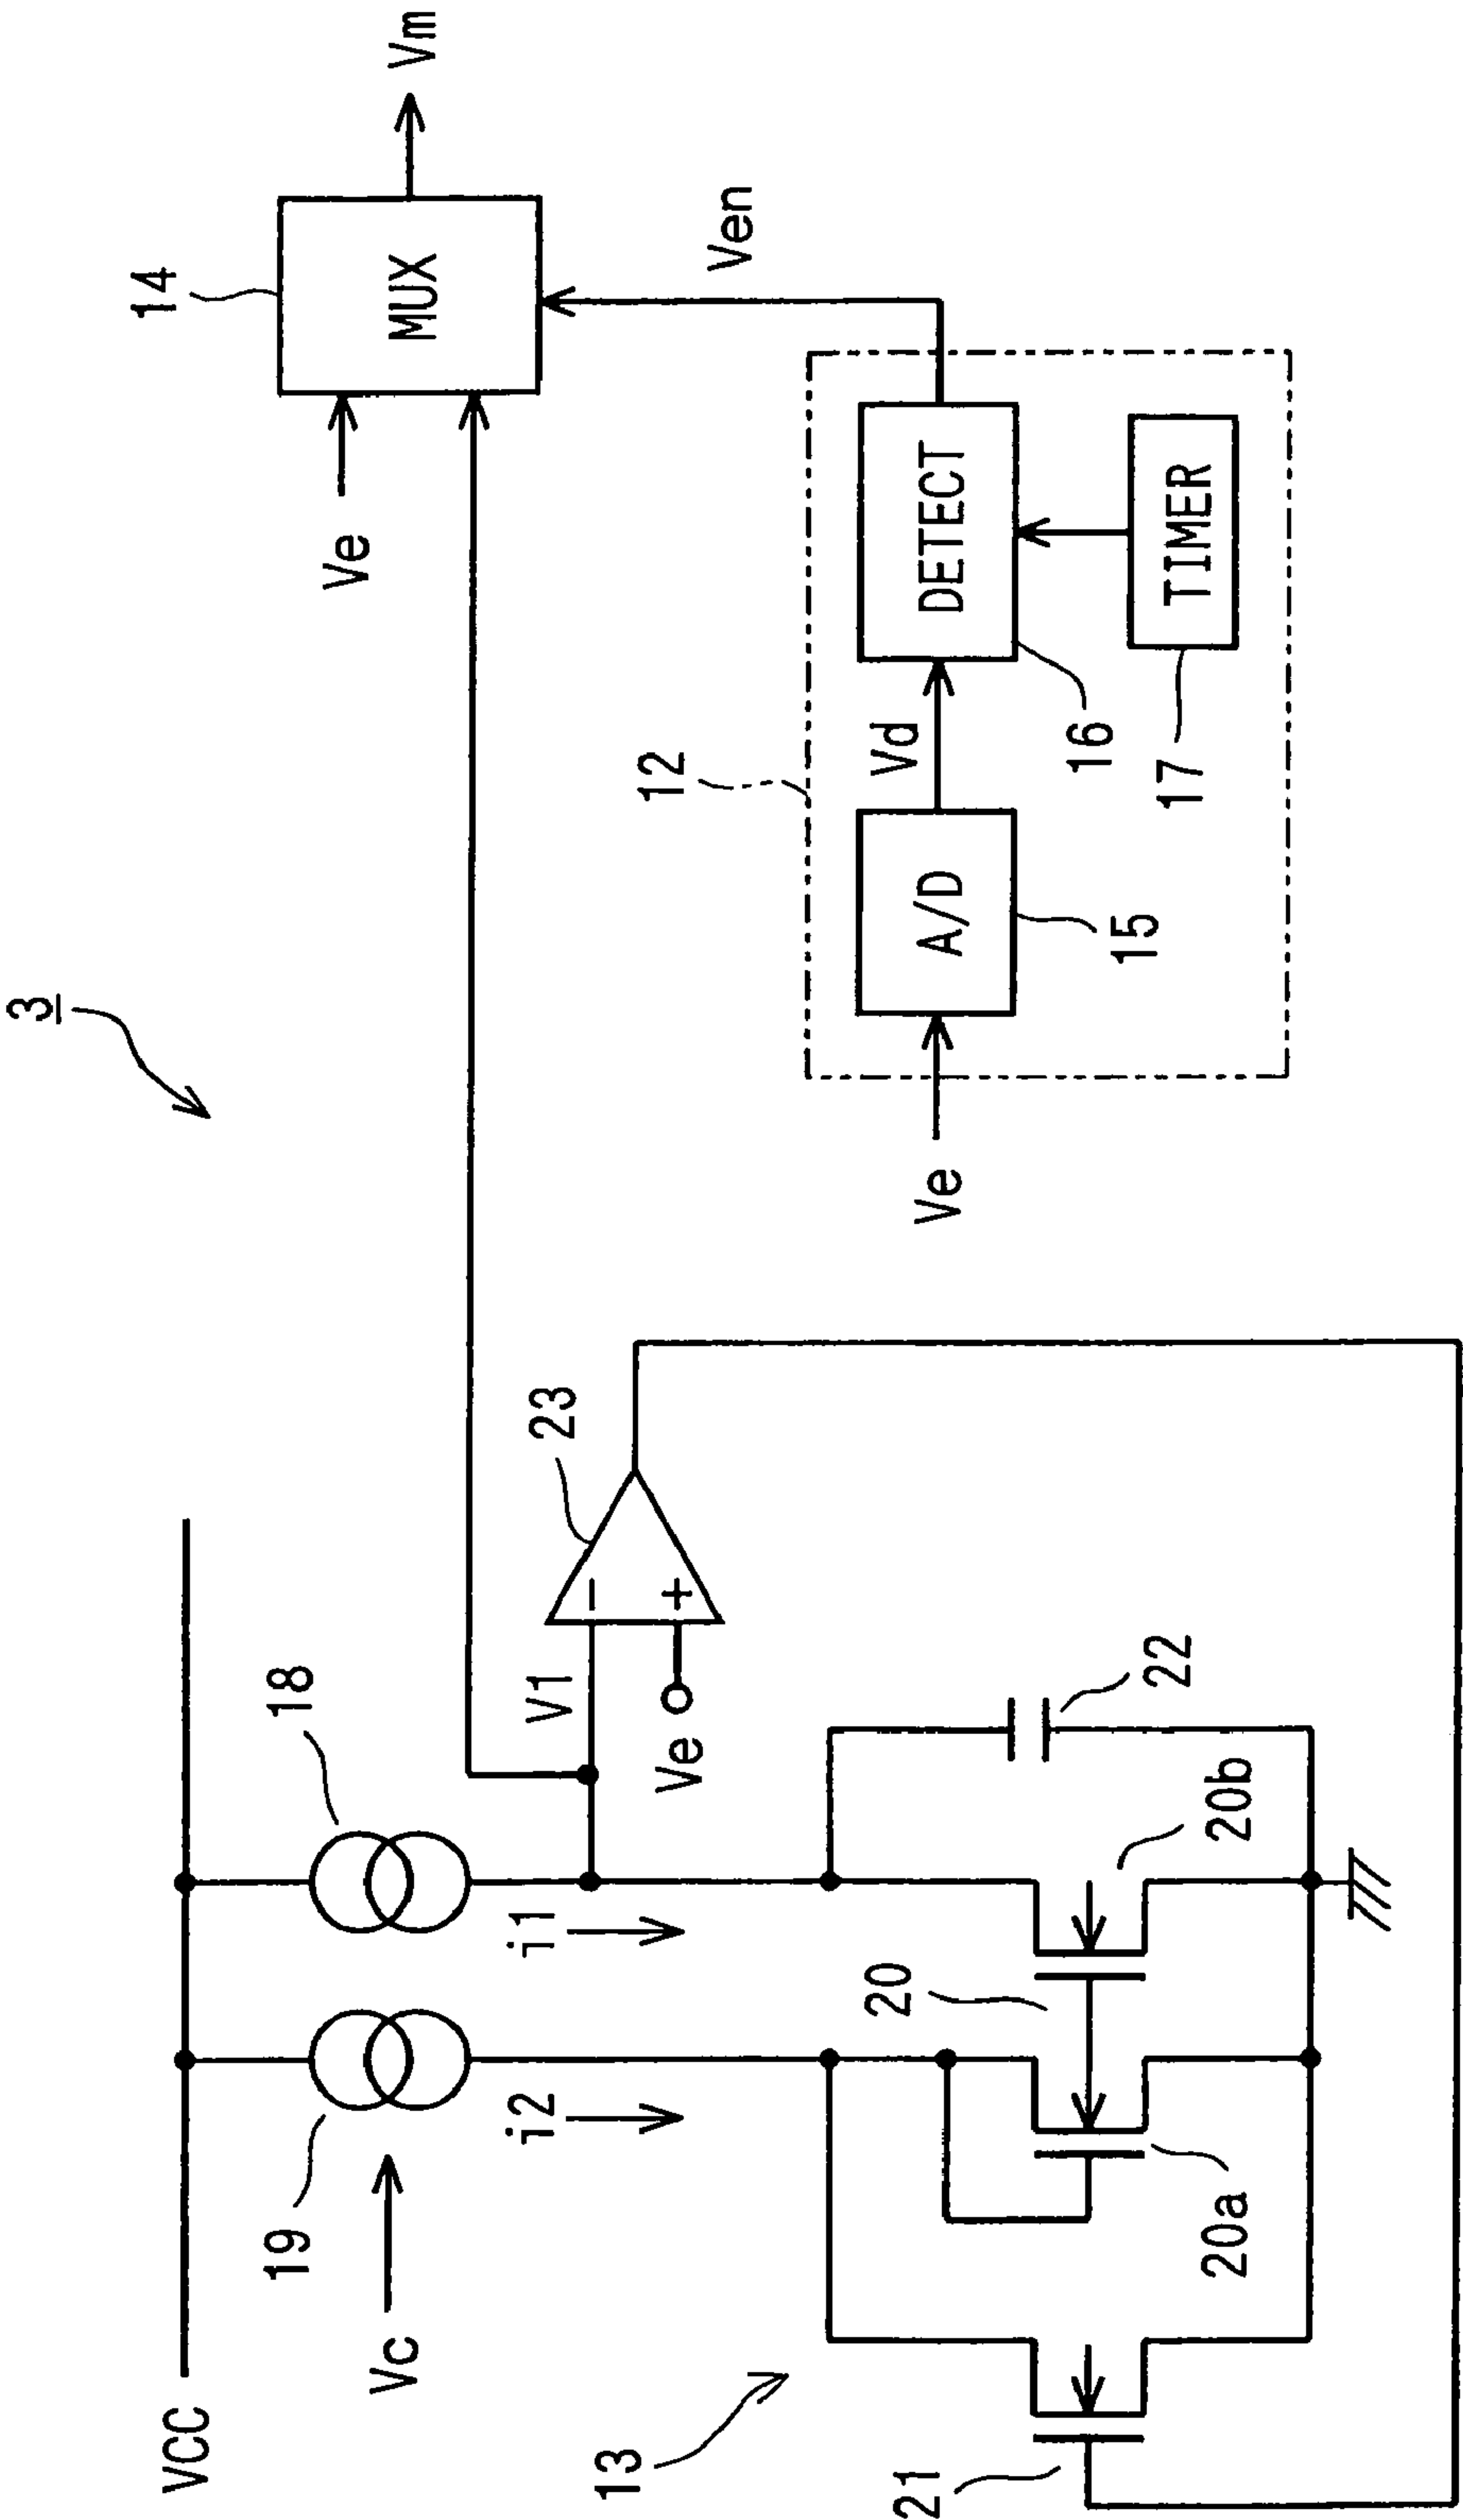 3
14
Ve
MUX
Vm
Ven
VCC
19
18
Vc
i2
i1
V1
23
-
+
Ve
12
Ve
A/D
Vd
DETECT
15
16
TIMER
17
13
20
21
20a
20b
22